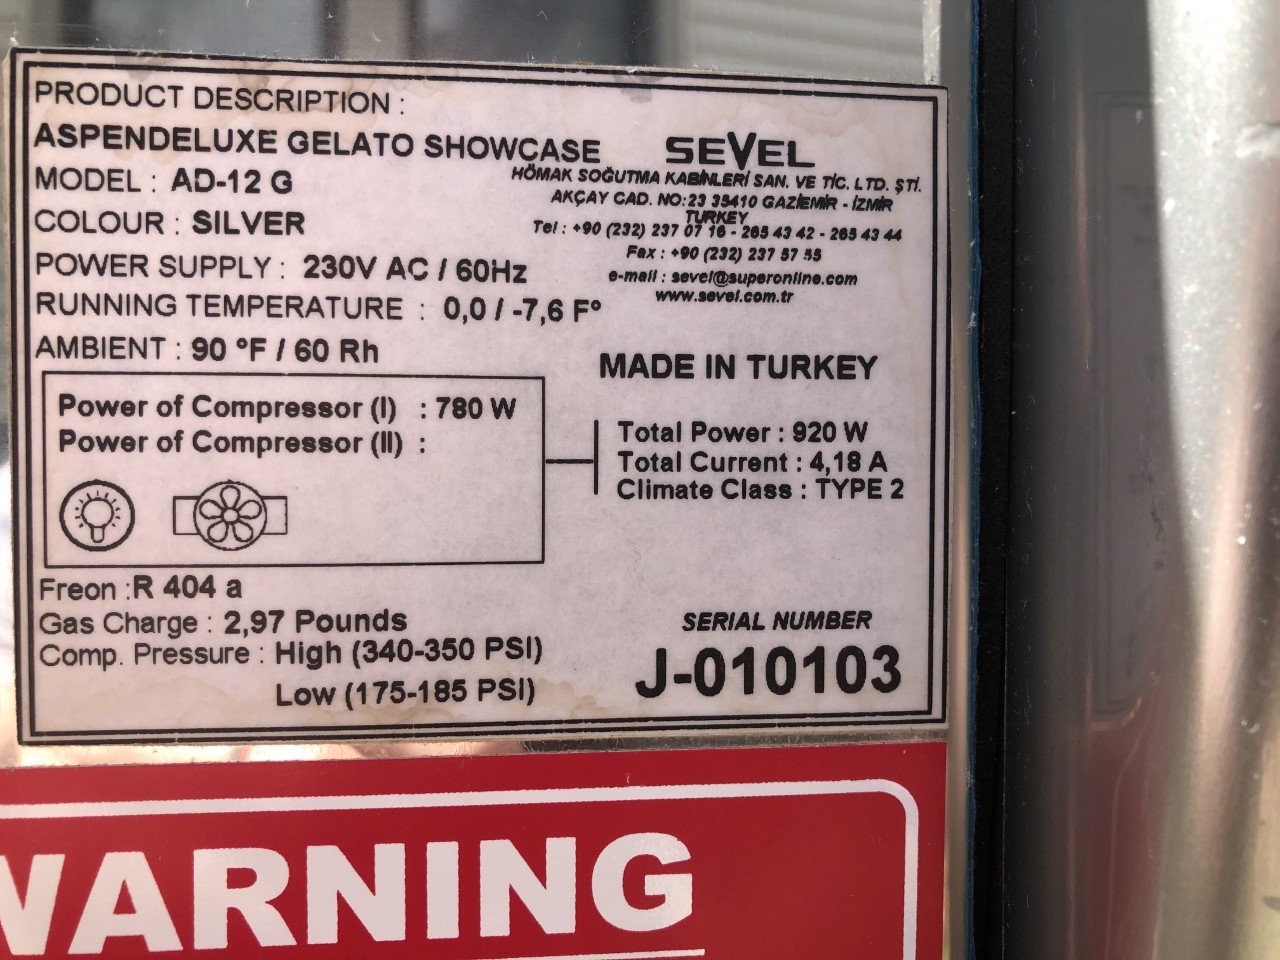 PRODUCT DESCRIPTION :
ASPENDELUXE GELATO SHOWCASE
MODEL : AD-12 G
COLOUR : SILVER
POWER SUPPLY : 230V AC / 60Hz
RUNNING TEMPERATURE : 0,0 / -7,6 F°
AMBIENT : 90 °F / 60 Rh
SEVEL
HÖMAK SOĞUTMA KABİNLERİ SAN. VE TİC. LTD. ŞTİ.
AKÇAY CAD. NO:23 35410 GAZİEMİR - İZMİR
TURKEY
Tel : +90 (232) 237 07 16 - 265 43 42 - 265 43 44
Fax : +90 (232) 237 57 55
e-mail : sevel@superonline.com
www.sevel.com.tr
MADE IN TURKEY
Power of Compressor (I) : 780 W
Power of Compressor (II) :
Total Power : 920 W
Total Current : 4,18 A
Climate Class : TYPE 2
Freon :R 404 a
Gas Charge : 2,97 Pounds
Comp. Pressure : High (340-350 PSI)
Low (175-185 PSI)
SERIAL NUMBER
J-010103
WARNING